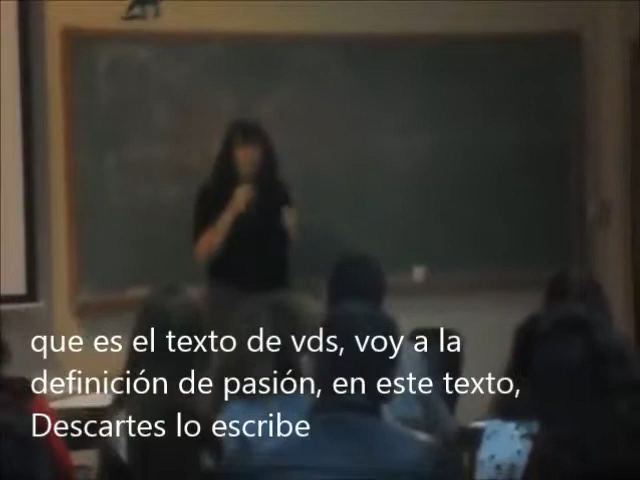 que es el texto de vds, voy a la
definición de pasión, en este texto,
Descartes lo escribe